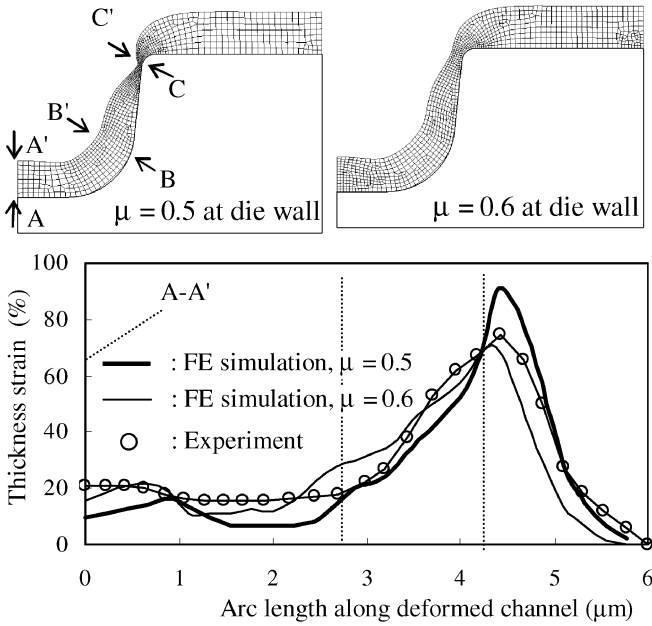 C'
C
B'
A'
B
A
μ = 0.5 at die wall
μ = 0.6 at die wall
100
80
60
40
20
0
Thickness strain (%)
A-A'
: FE simulation, μ = 0.5
: FE simulation, μ = 0.6
: Experiment
0 1 2 3 4 5 6
Arc length along deformed channel (μm)